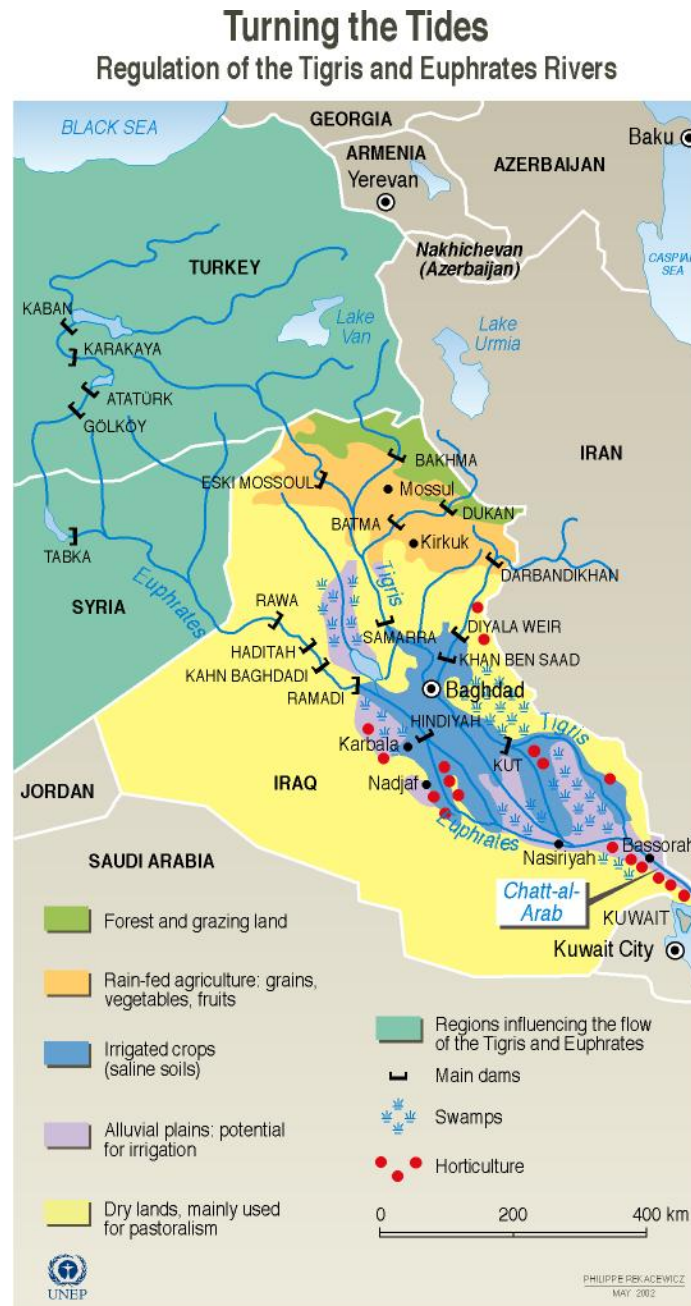 Turning the Tides
Regulation of the Tigris and Euphrates Rivers
BLACK SEA
GEORGIA
ARMENIA
Yerevan
AZERBAIJAN
Baku
Nakhichevan
(Azerbaijan)
CASPIAN
SEA
TURKEY
KABAN
Lake
Van
Lake
Urmia
KARAKAYA
ATATÜRK
GÖLKÖY
IRAN
BAKHMA
ESKI MOSSOUL
Mossul
DUKAN
BATMA
Kirkuk
TABKA
DARBANDIKHAN
Euphrates
Tigris
SYRIA
RAWA
SAMARRA
DIYALA WEIR
HADITAH
KHAN BEN SAAD
KAHN BAGHDADI
RAMADI
Baghdad
HINDIYAH
Tigris
Karbala
KUT
JORDAN
IRAQ
Nadjaf
Euphrates
Nasiriyah
Bassorah
SAUDI ARABIA
Chatt-al-
Arab
KUWAIT
Kuwait City
Forest and grazing land
Rain-fed agriculture: grains,
vegetables, fruits
Irrigated crops
(saline soils)
Alluvial plains: potential
for irrigation
Dry lands, mainly used
for pastoralism
Regions influencing the flow
of the Tigris and Euphrates
Main dams
Swamps
Horticulture
0 200 400 km
UNEP
PHILIPPE REKACEWICZ
MAY 2002